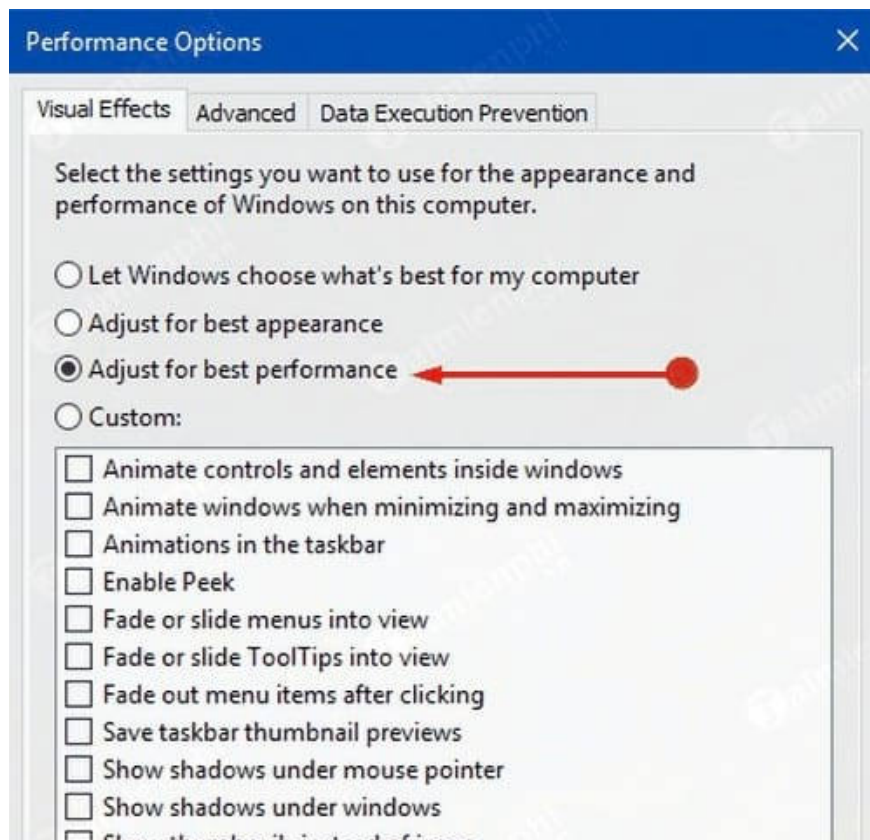 Performance Options
Visual Effects
Advanced
Data Execution Prevention
Select the settings you want to use for the appearance and
performance of Windows on this computer.
Let Windows choose what's best for my computer
Adjust for best appearance
Adjust for best performance
Custom:
Animate controls and elements inside windows
Animate windows when minimizing and maximizing
Animations in the taskbar
Enable Peek
Fade or slide menus into view
Fade or slide ToolTips into view
Fade out menu items after clicking
Save taskbar thumbnail previews
Show shadows under mouse pointer
Show shadows under windows